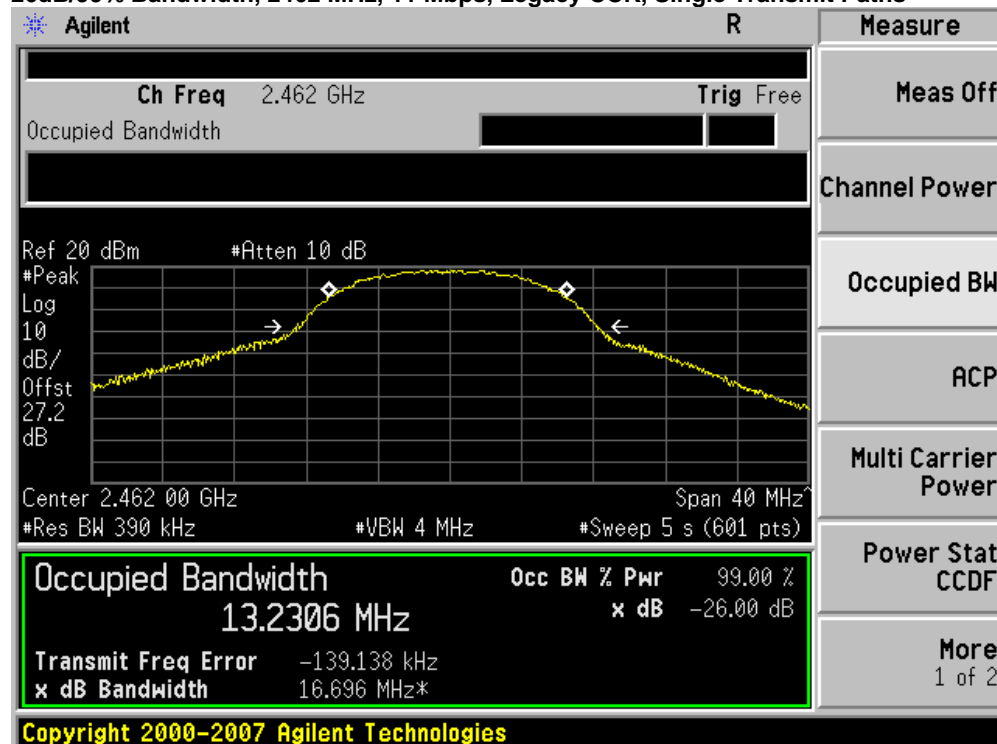 Agilent R Measure
Ch Freq 2.462 GHz Trig Free
Occupied Bandwidth
Ref 20 dBm #Atten 10 dB
#Peak
Log
10
dB/
Offst
27.2
dB
Center 2.462 00 GHz Span 40 MHz^
#Res BW 390 kHz #VBW 4 MHz #Sweep 5 s (601 pts)
Occupied Bandwidth Occ BW % Pwr 99.00 %
13.2306 MHz x dB -26.00 dB
Transmit Freq Error -139.138 kHz
x dB Bandwidth 16.696 MHz*
Meas Off
Channel Power
Occupied BW
ACP
Multi Carrier
Power
Power Stat
CCDF
More
1 of 2
Copyright 2000-2007 Agilent Technologies